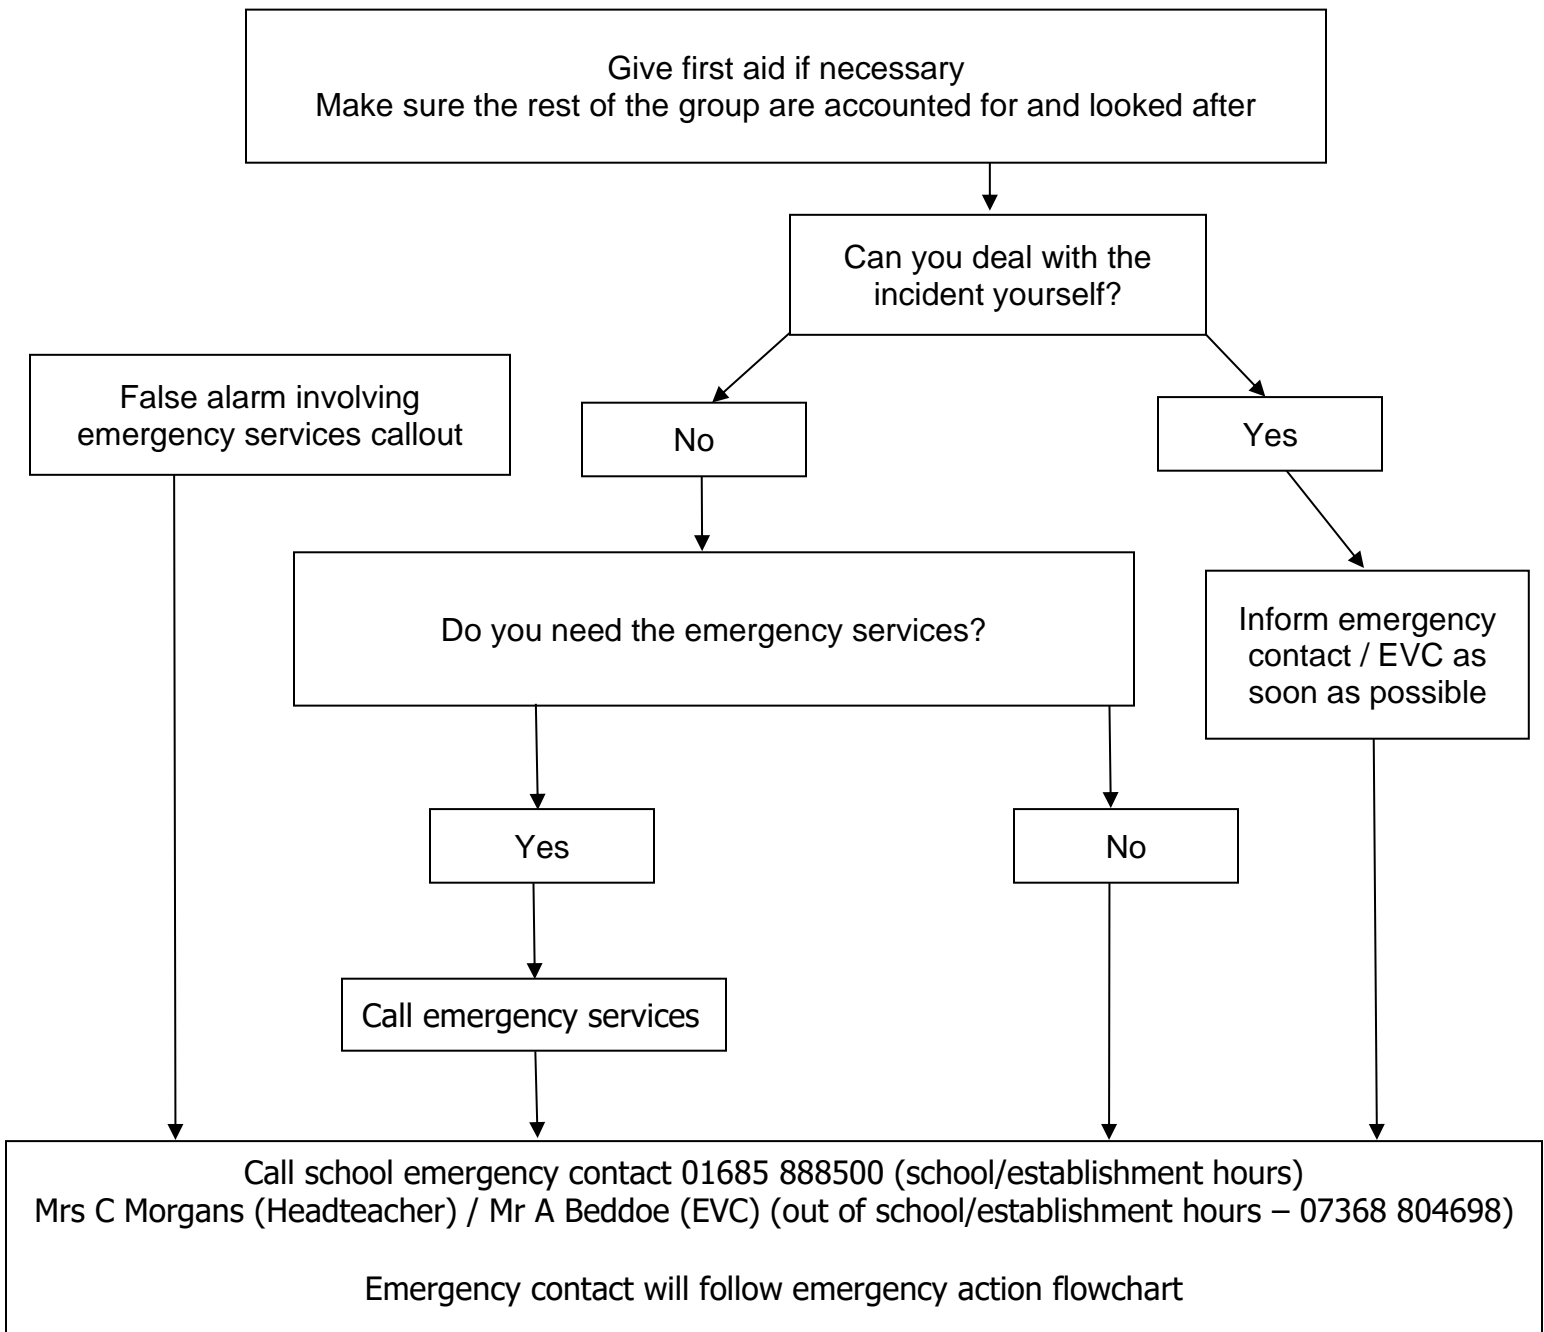 Give first aid if necessary
Make sure the rest of the group are accounted for and looked after
Can you deal with the
incident yourself?
False alarm involving
emergency services callout
No
Yes
Do you need the emergency services?
Inform emergency
contact / EVC as
soon as possible
Yes
No
Call emergency services
Call school emergency contact 01685 888500 (school/establishment hours)
Mrs C Morgans (Headteacher) / Mr A Beddoe (EVC) (out of school/establishment hours – 07368 804698)
Emergency contact will follow emergency action flowchart